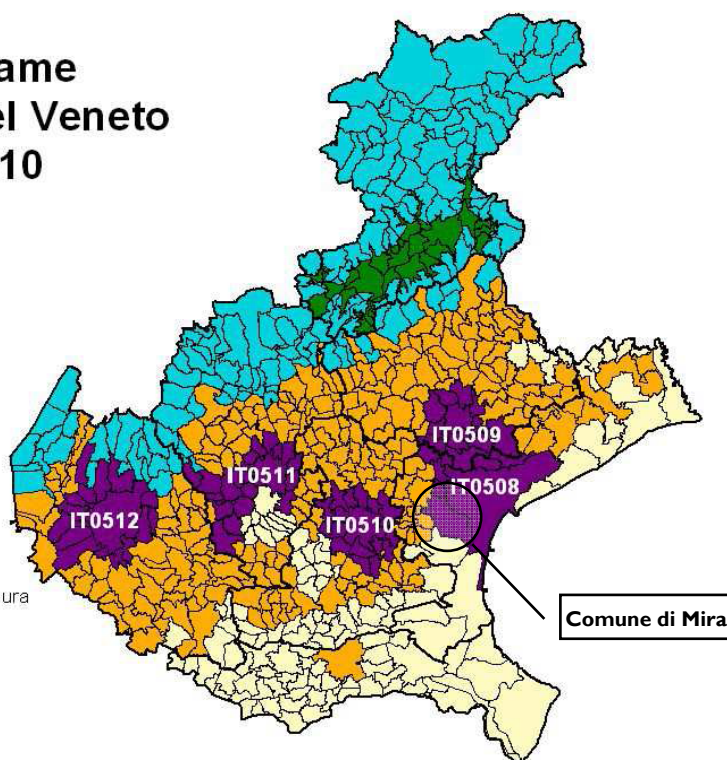 ame
el Veneto
10
IT0509
IT0511
IT0508
IT0512
IT0510
ura
Comune di Mira